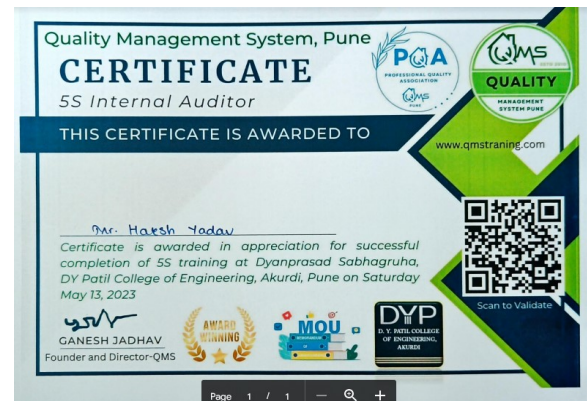 Quality Management System, Pune
CERTIFICATE
5S Internal Auditor
THIS CERTIFICATE IS AWARDED TO
PQA
PROFESSIONAL QUALITY
ASSOCIATION
QMS
PUNE
QMS
QUALITY
MANAGEMENT
SYSTEM PUNE
www.qmstraning.com
Mr. Harsh Yadav
Certificate is awarded in appreciation for successful
completion of 5S training at Dyanprasad Sabhagruha,
DY Patil College of Engineering, Akurdi, Pune on Saturday
May 13, 2023
Scan to Validate
GANESH JADHAV
Founder and Director-QMS
AWARD
WINNING
MOU
DYP
D. Y. PATIL COLLEGE
OF ENGINEERING,
AKURDI
Page 1 / 1